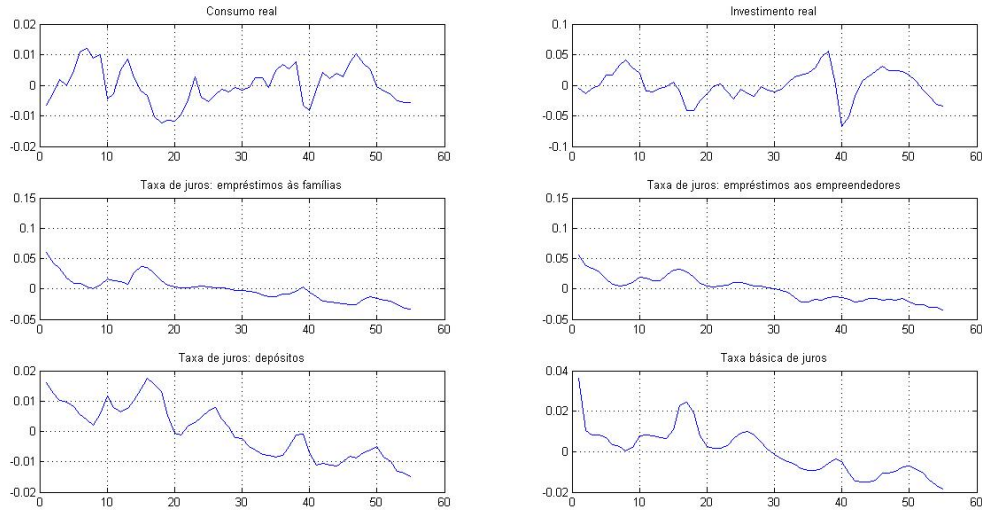 Consumo real
0.02
0.01
0
-0.01
-0.02
0 10 20 30 40 50 60
Investimento real
0.1
0.05
0
-0.05
-0.1
0 10 20 30 40 50 60
Taxa de juros: empréstimos às famílias
0.15
0.1
0.05
0
-0.05
0 10 20 30 40 50 60
Taxa de juros: empréstimos aos empreendedores
0.15
0.1
0.05
0
-0.05
0 10 20 30 40 50 60
Taxa de juros: depósitos
0.02
0.01
0
-0.01
-0.02
0 10 20 30 40 50 60
Taxa básica de juros
0.04
0.02
0
-0.02
0 10 20 30 40 50 60